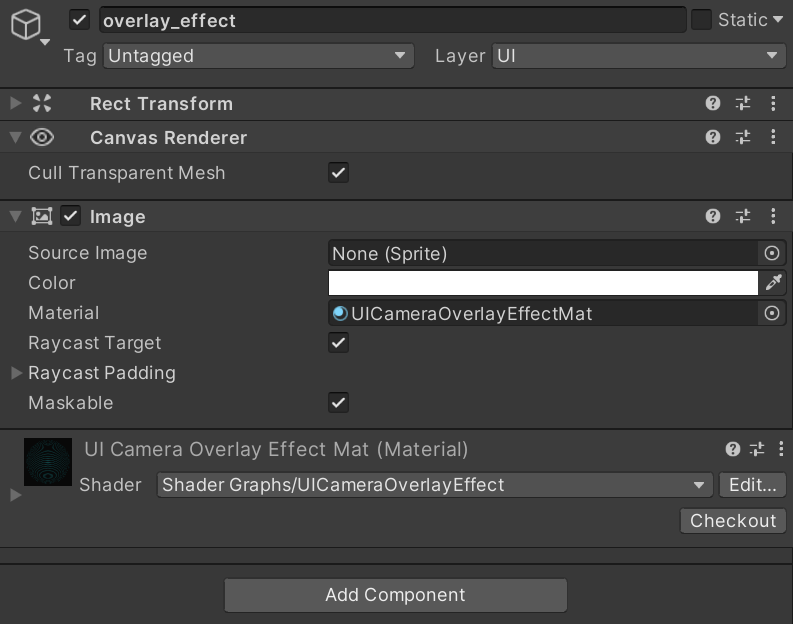 overlay_effect Static
Tag Untagged Layer UI
Rect Transform
Canvas Renderer
Cull Transparent Mesh
Image
Source Image None (Sprite)
Color
Material UICameraOverlayEffectMat
Raycast Target
Raycast Padding
Maskable
UI Camera Overlay Effect Mat (Material)
Shader Shader Graphs/UICameraOverlayEffect Edit...
Checkout
Add Component